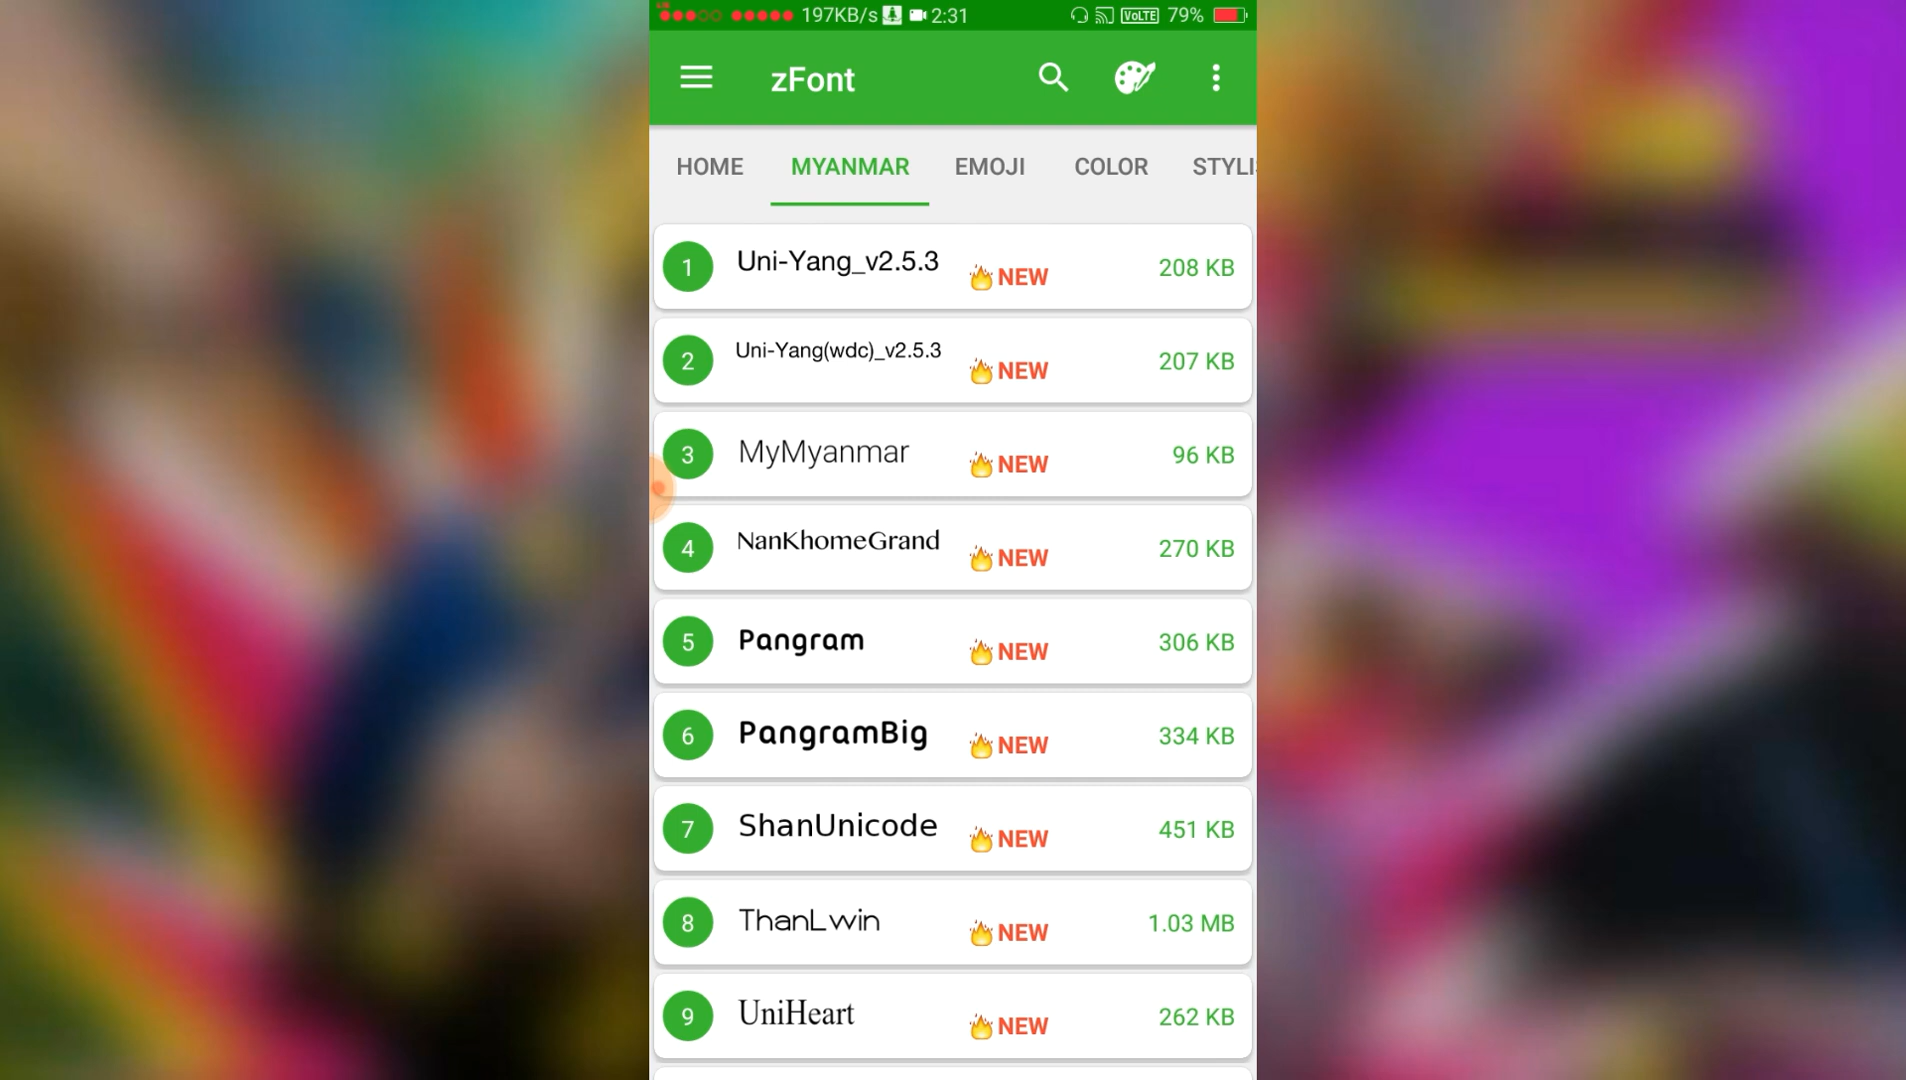 197KB/s 2:31 VoLTE 79%
zFont
HOME MYANMAR EMOJI COLOR STYLI
1 Uni-Yang_v2.5.3 NEW 208 KB
2 Uni-Yang(wdc)_v2.5.3 NEW 207 KB
3 MyMyanmar NEW 96 KB
4 NanKhomeGrand NEW 270 KB
5 Pangram NEW 306 KB
6 PangramBig NEW 334 KB
7 ShanUnicode NEW 451 KB
8 ThanLwin NEW 1.03 MB
9 UniHeart NEW 262 KB